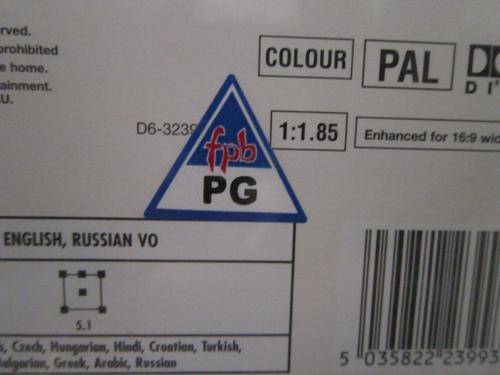 rved.
prohibited
e home.
ainment.
U.
COLOUR
PAL
DI
D6-3239
fpb
PG
1:1.85
Enhanced for 16:9 wid
ENGLISH, RUSSIAN VO
5.1
s, Czech, Hungarian, Hindi, Croatian, Turkish,
Bulgarian, Greek, Arabic, Russian
5 035822 23993